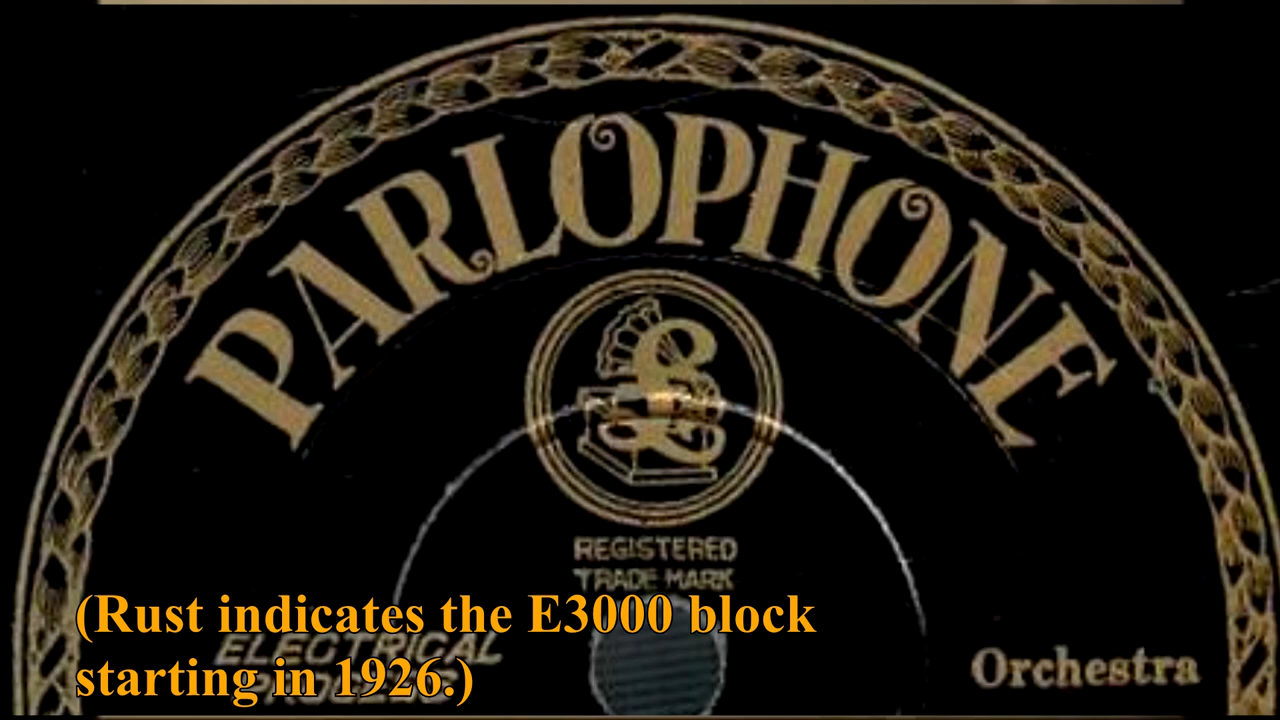 PARLOPHONE
REGISTERED
TRADE MARK
(Rust indicates the E3000 block
ELECTRICAL
Orchestra
starting in 1926.)